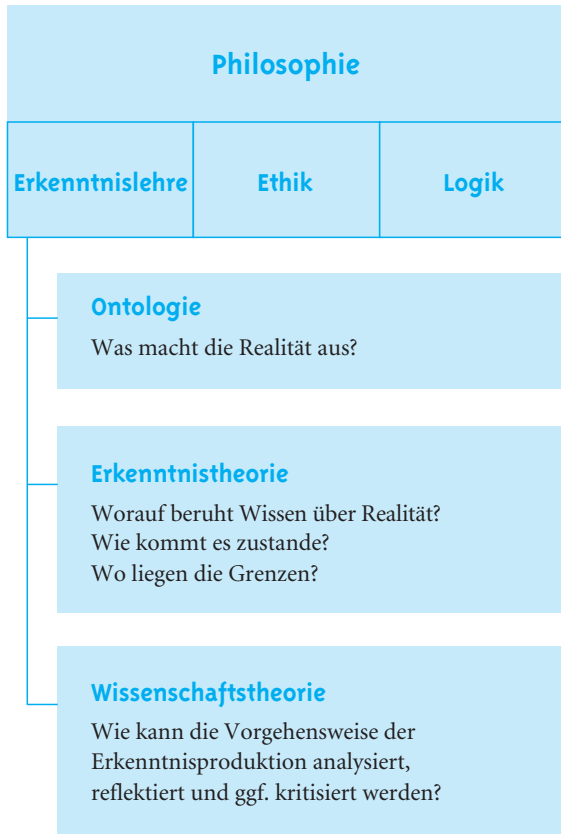 Philosophie
Erkenntnislehre
Ethik
Logik
Ontologie
Was macht die Realität aus?
Erkenntnistheorie
Worauf beruht Wissen über Realität?
Wie kommt es zustande?
Wo liegen die Grenzen?
Wissenschaftstheorie
Wie kann die Vorgehensweise der
Erkenntnisproduktion analysiert,
reflektiert und ggf. kritisiert werden?